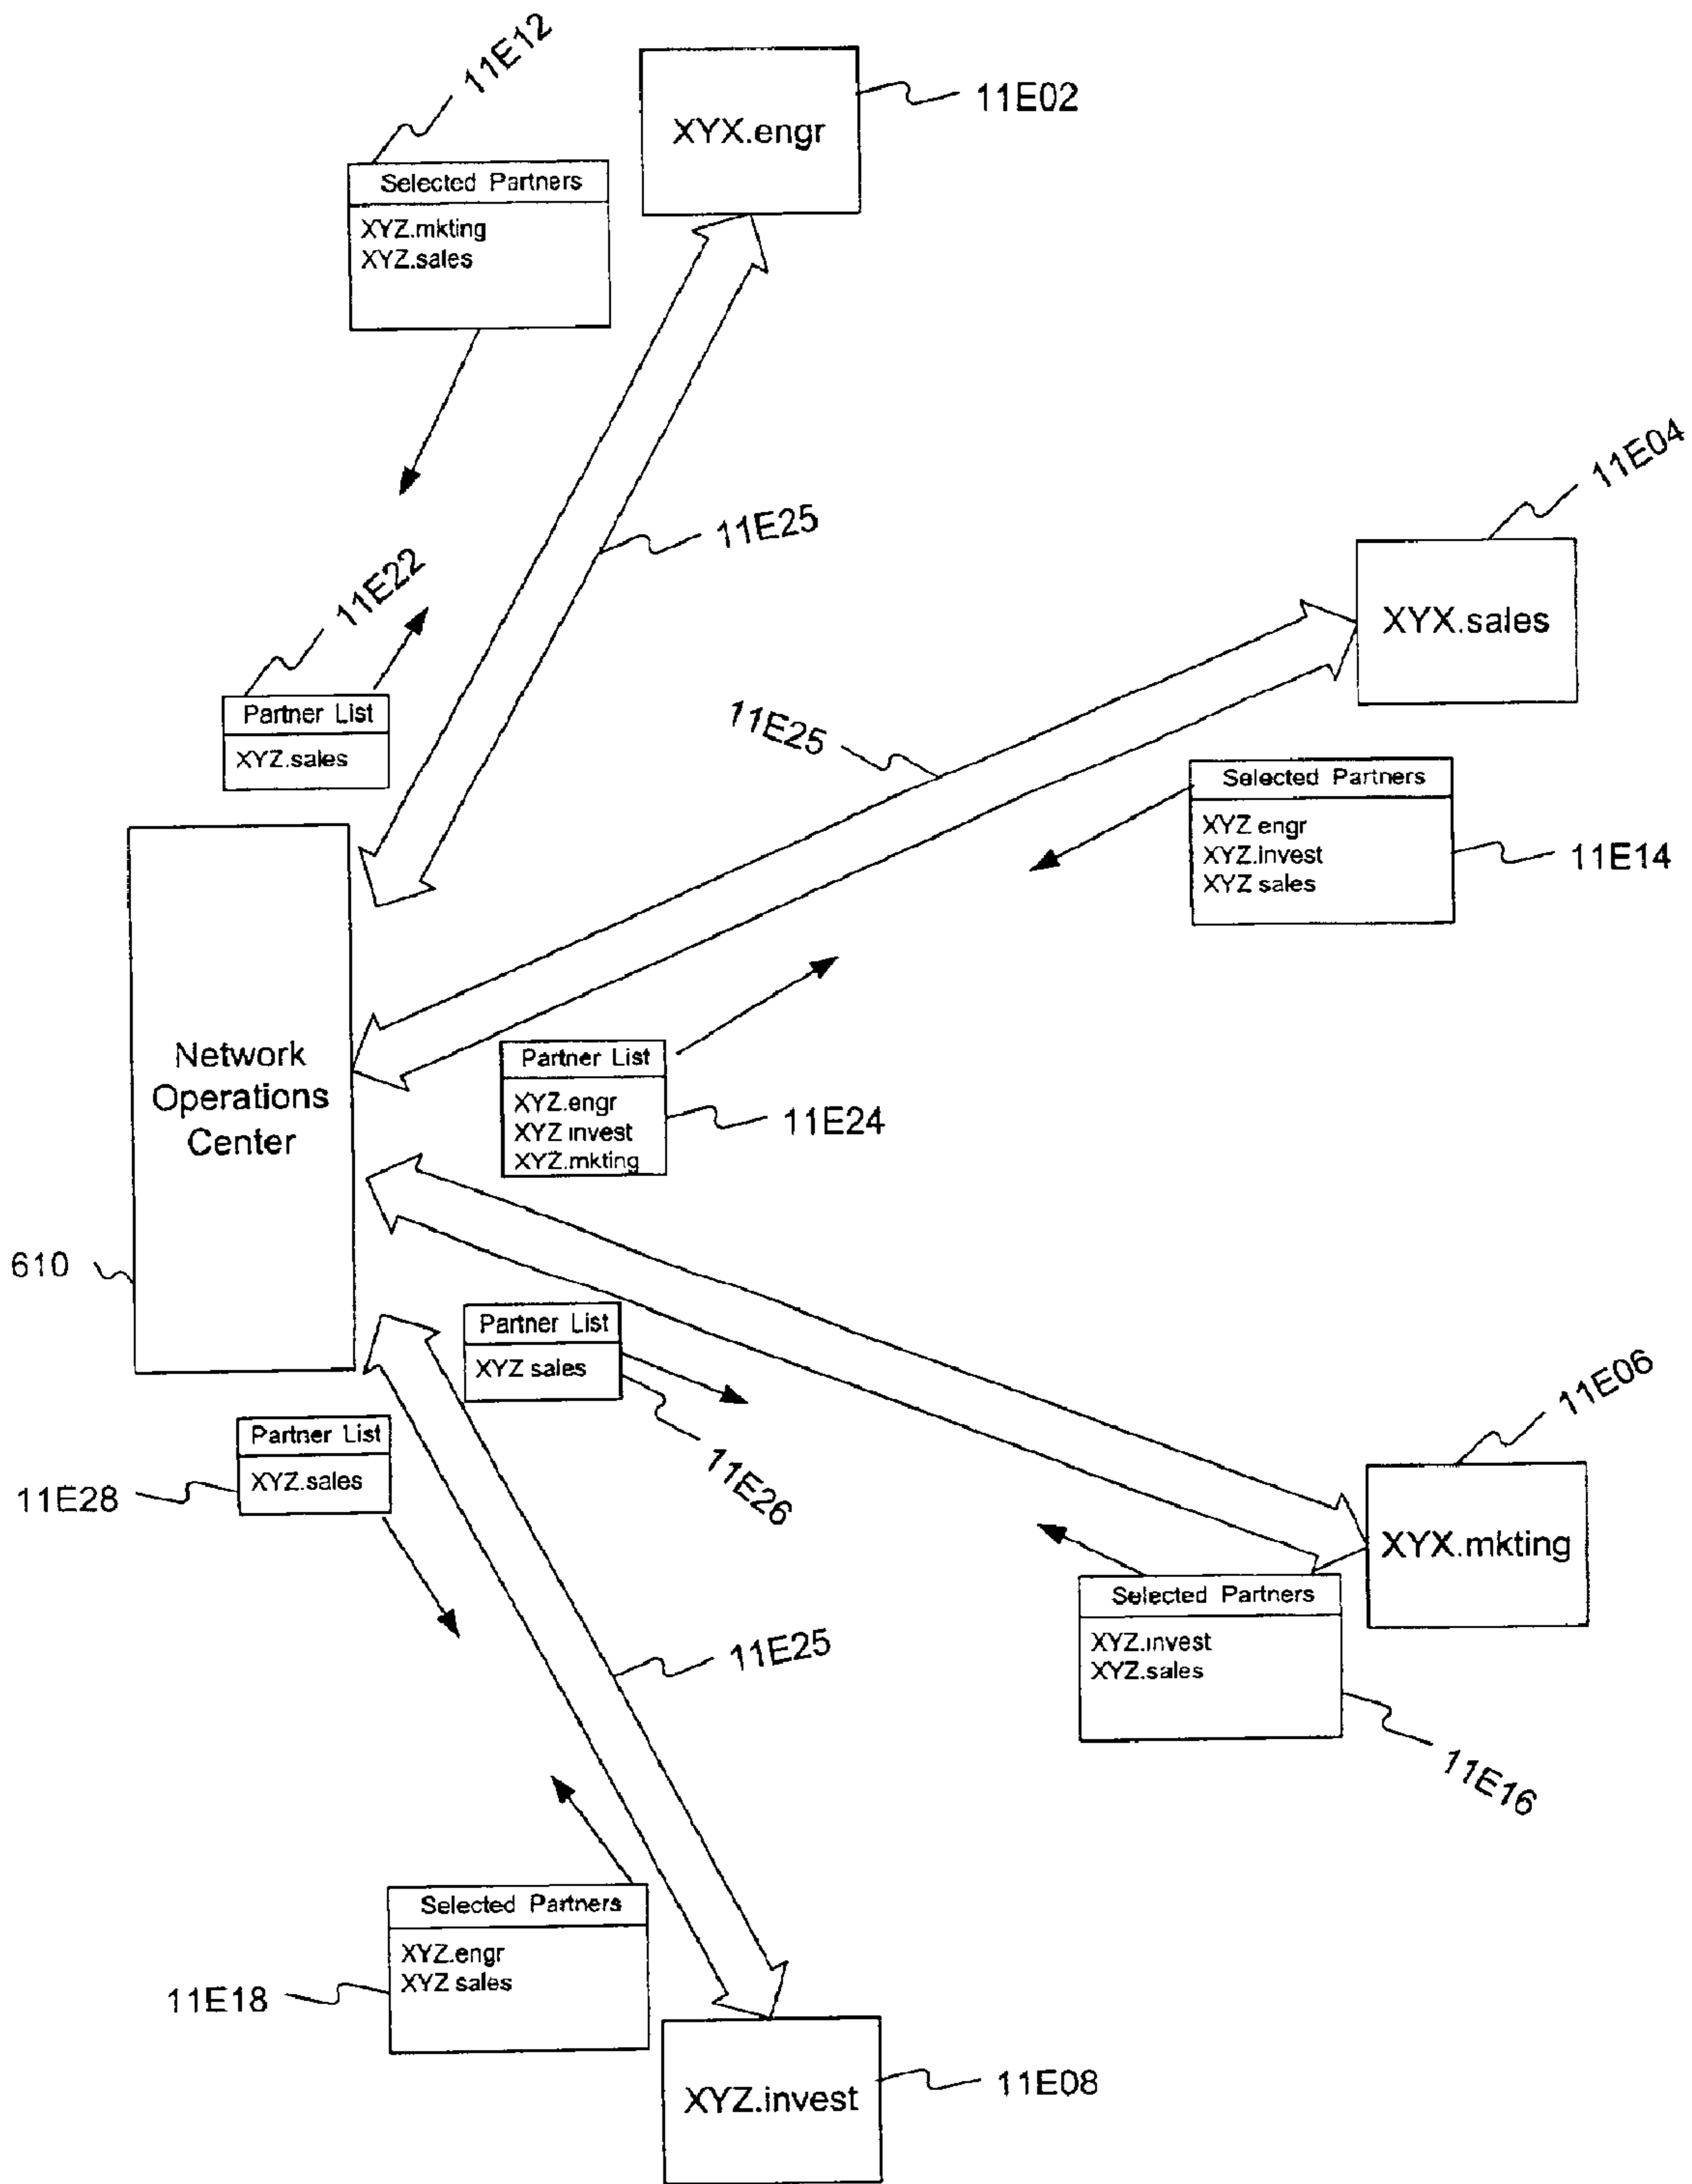 11E12
XYX.engr
11E02
Selected Partners
XYZ.mkting
XYZ.sales
11E25
11E04
XYX.sales
11E22
Partner List
XYZ.sales
11E25
Selected Partners
XYZ engr
XYZ.invest
XYZ sales
11E14
Network
Operations
Center
610
Partner List
XYZ.engr
XYZ invest
XYZ.mkting
11E24
Partner List
XYZ sales
11E26
Partner List
XYZ.sales
11E28
11E06
XYX.mkting
Selected Partners
XYZ.invest
XYZ.sales
11E16
11E25
Selected Partners
XYZ.engr
XYZ sales
11E18
XYZ.invest
11E08